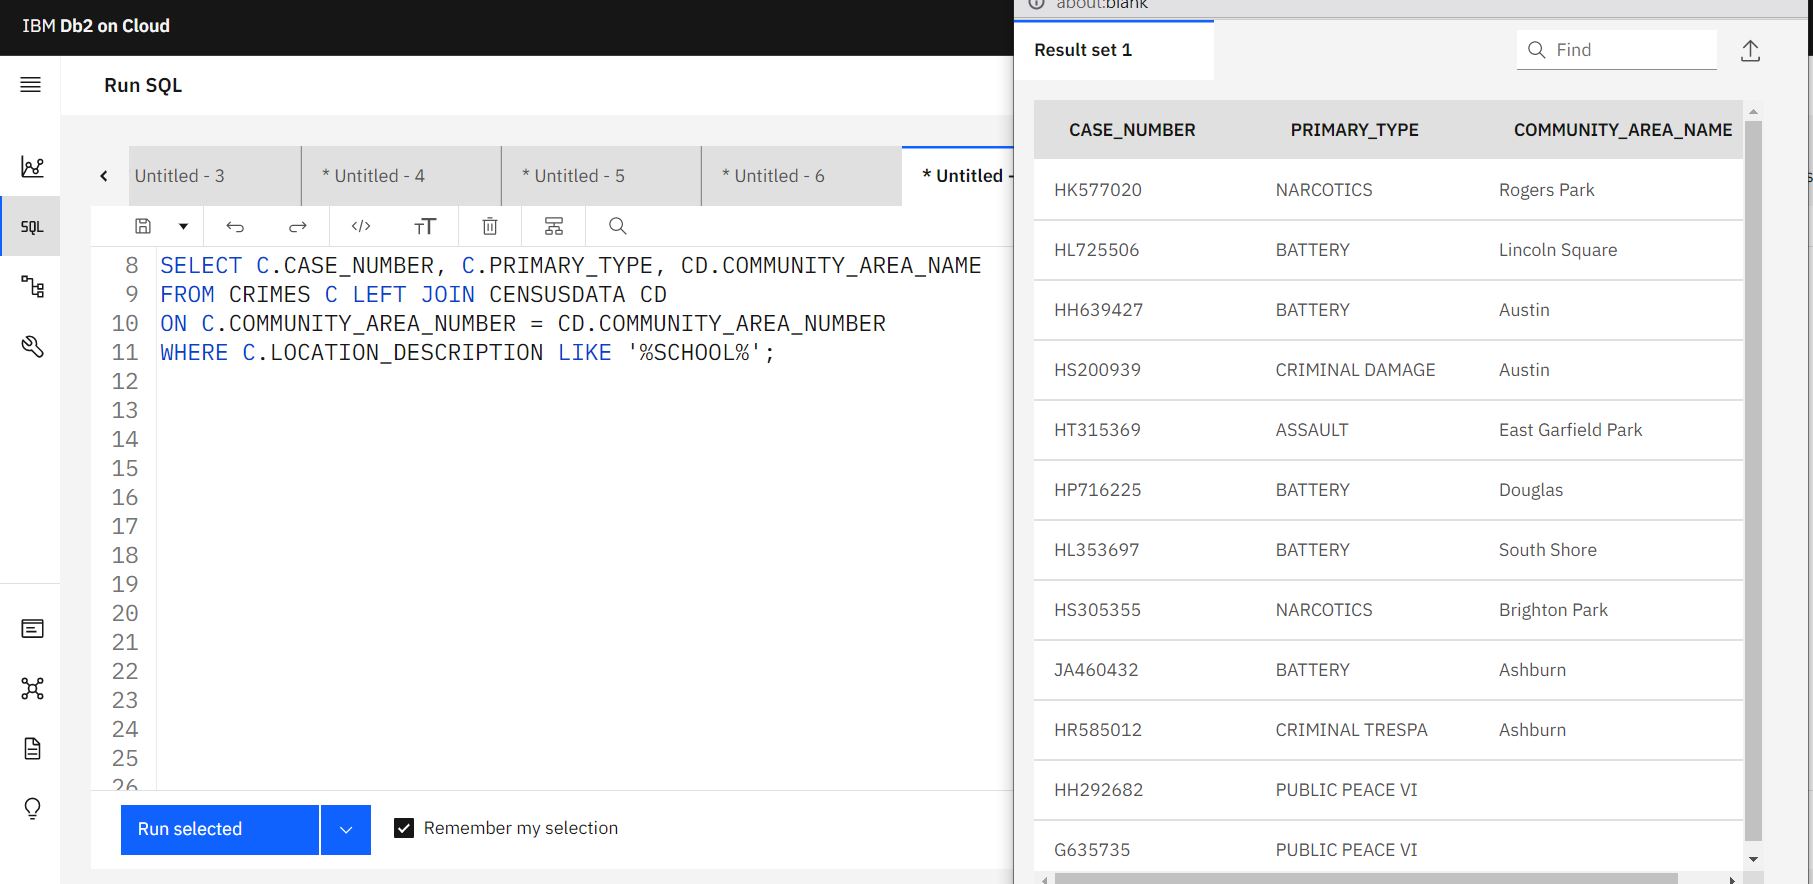 IBM Db2 on Cloud
Run SQL
Untitled - 3
* Untitled - 4
* Untitled - 5
* Untitled - 6
* Untitled -
SQL
8 SELECT C.CASE_NUMBER, C.PRIMARY_TYPE, CD.COMMUNITY_AREA_NAME
9 FROM CRIMES C LEFT JOIN CENSUSDATA CD
10 ON C.COMMUNITY_AREA_NUMBER = CD.COMMUNITY_AREA_NUMBER
11 WHERE C.LOCATION_DESCRIPTION LIKE '%SCHOOL%';
12
13
14
15
16
17
18
19
20
21
22
23
24
25
26
Run selected
Remember my selection
about:blank
Result set 1
Find
CASE_NUMBER PRIMARY_TYPE COMMUNITY_AREA_NAME
HK577020 NARCOTICS Rogers Park
HL725506 BATTERY Lincoln Square
HH639427 BATTERY Austin
HS200939 CRIMINAL DAMAGE Austin
HT315369 ASSAULT East Garfield Park
HP716225 BATTERY Douglas
HL353697 BATTERY South Shore
HS305355 NARCOTICS Brighton Park
JA460432 BATTERY Ashburn
HR585012 CRIMINAL TRESPA Ashburn
HH292682 PUBLIC PEACE VI
G635735 PUBLIC PEACE VI